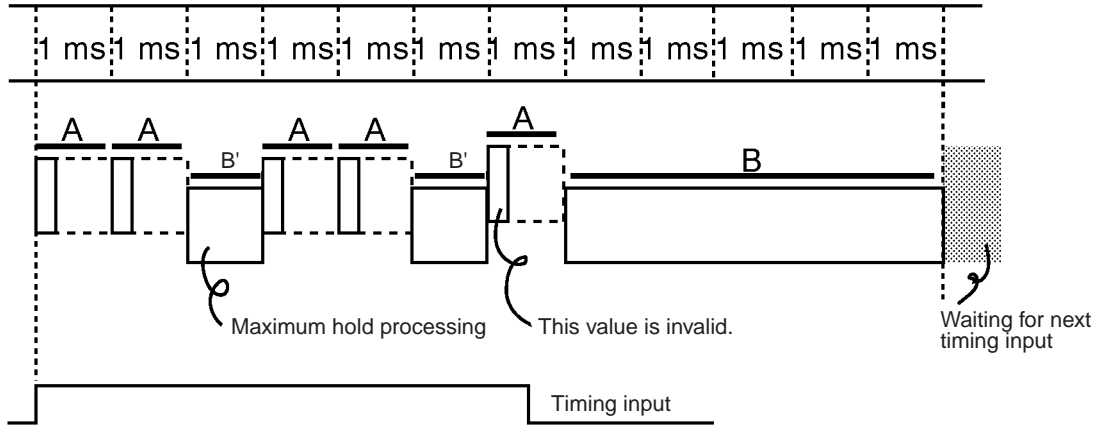 1 ms 1 ms 1 ms 1 ms 1 ms 1 ms 1 ms 1 ms 1 ms 1 ms 1 ms 1 ms
A A B' A A B' A B
Maximum hold processing
This value is invalid.
Waiting for next
timing input
Timing input